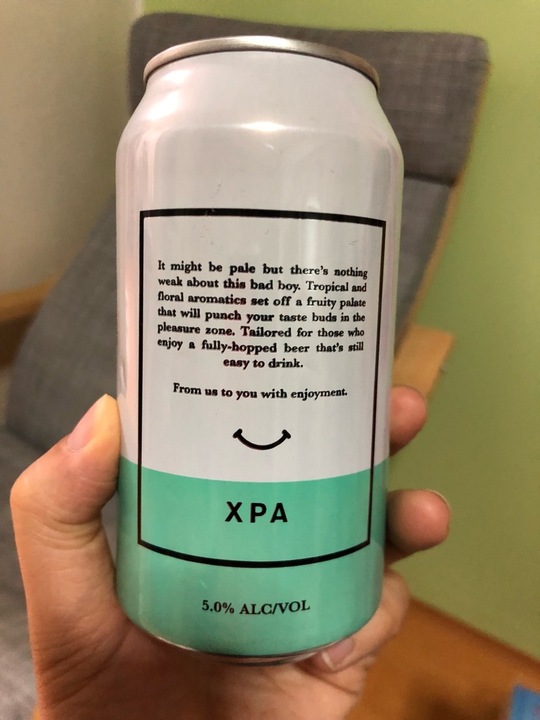 It might be pale but there's nothing
weak about this bad boy. Tropical and
floral aromatics set off a fruity palate
that will punch your taste buds in the
pleasure zone. Tailored for those who
enjoy a fully-hopped beer that's still
easy to drink.
From us to you with enjoyment.
XPA
5.0% ALC/VOL